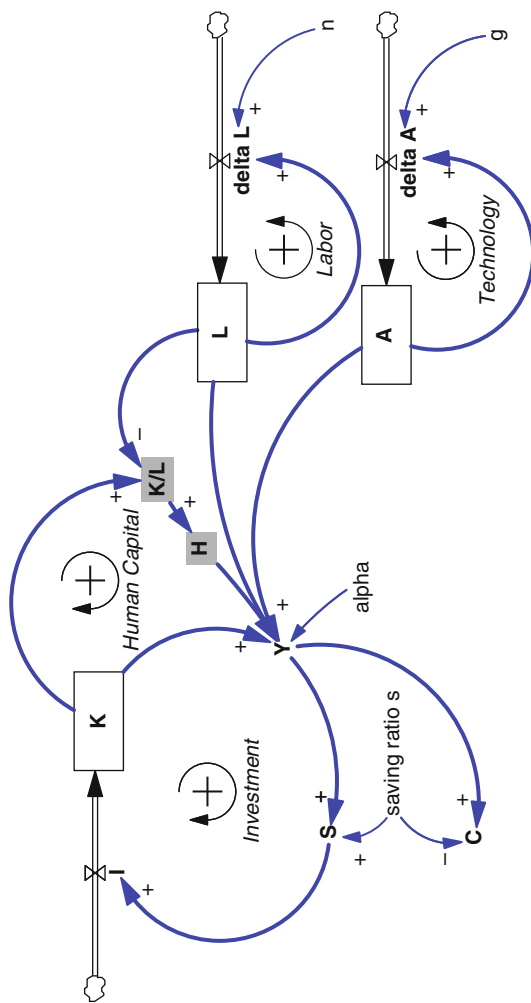 I
+
K
Human Capital
+
Investment
+
+
+
−
K/L
+
H
+
Y
+
alpha
S
+
+
saving ratio s
+
−
C
L
delta L
+
+
n
Labor
+
A
delta A
+
+
g
Technology
+